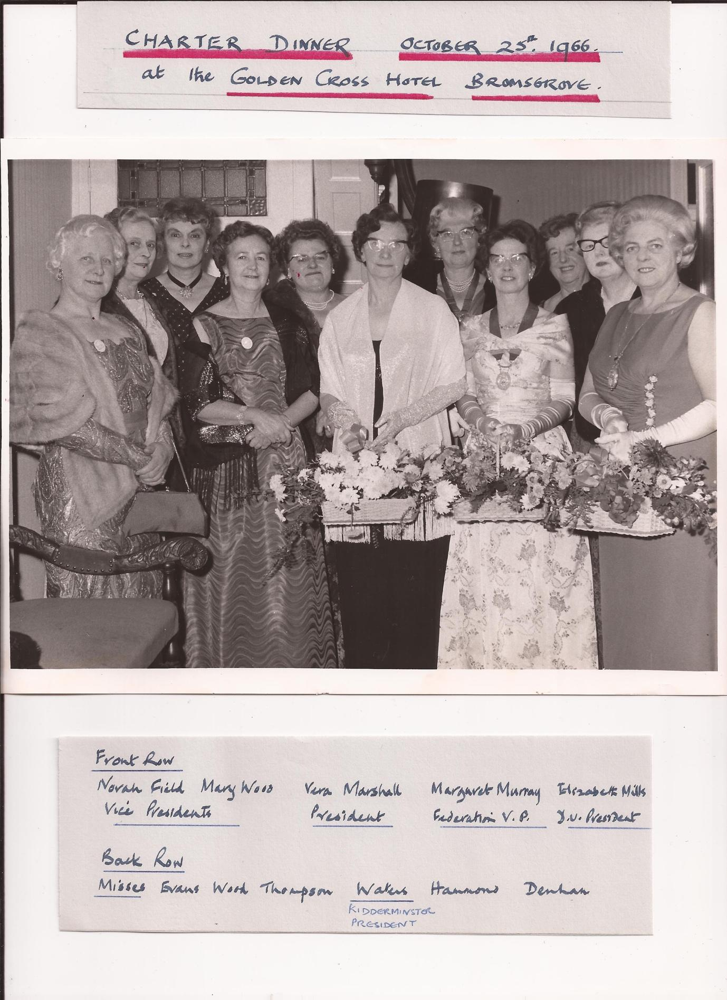 CHARTER DINNER OCTOBER 25th. 1966.
at the GOLDEN CROSS HOTEL BROMSGROVE.
Front Row
Norah Field Mary Wood Vera Marshall Margaret Murray Elizabeth Mills
Vice Presidents President Federation V.P. D.U. President
Back Row
Misses Evans Wood Thompson Waters Hammond Denham
KIDDERMINSTER
PRESIDENT